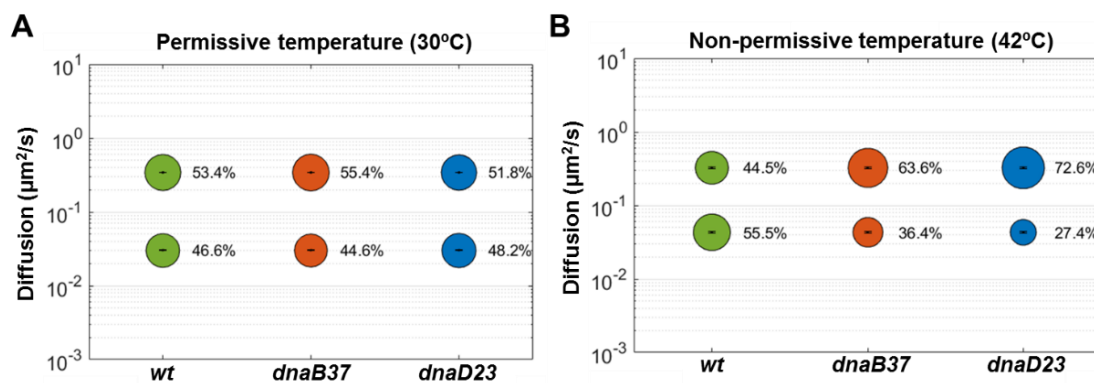 A
Permissive temperature (30ºC)
Diffusion (µm²/s)
10¹
10⁰
10⁻¹
10⁻²
10⁻³
53.4%
55.4%
51.8%
46.6%
44.6%
48.2%
wt
dnaB37
dnaD23
B
Non-permissive temperature (42ºC)
Diffusion (µm²/s)
10¹
10⁰
10⁻¹
10⁻²
10⁻³
44.5%
63.6%
72.6%
55.5%
36.4%
27.4%
wt
dnaB37
dnaD23